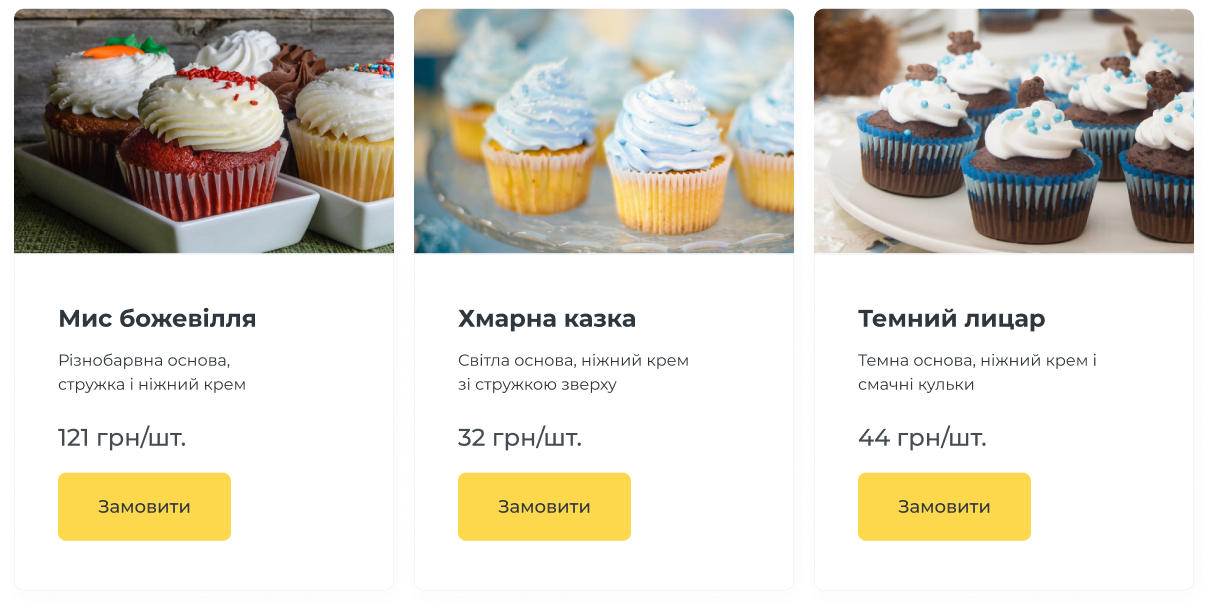 Мис божевілля
Різнобарвна основа,
стружка і ніжний крем
121 грн/шт.
Замовити
Хмарна казка
Світла основа, ніжний крем
зі стружкою зверху
32 грн/шт.
Замовити
Темний лицар
Темна основа, ніжний крем і
смачні кульки
44 грн/шт.
Замовити